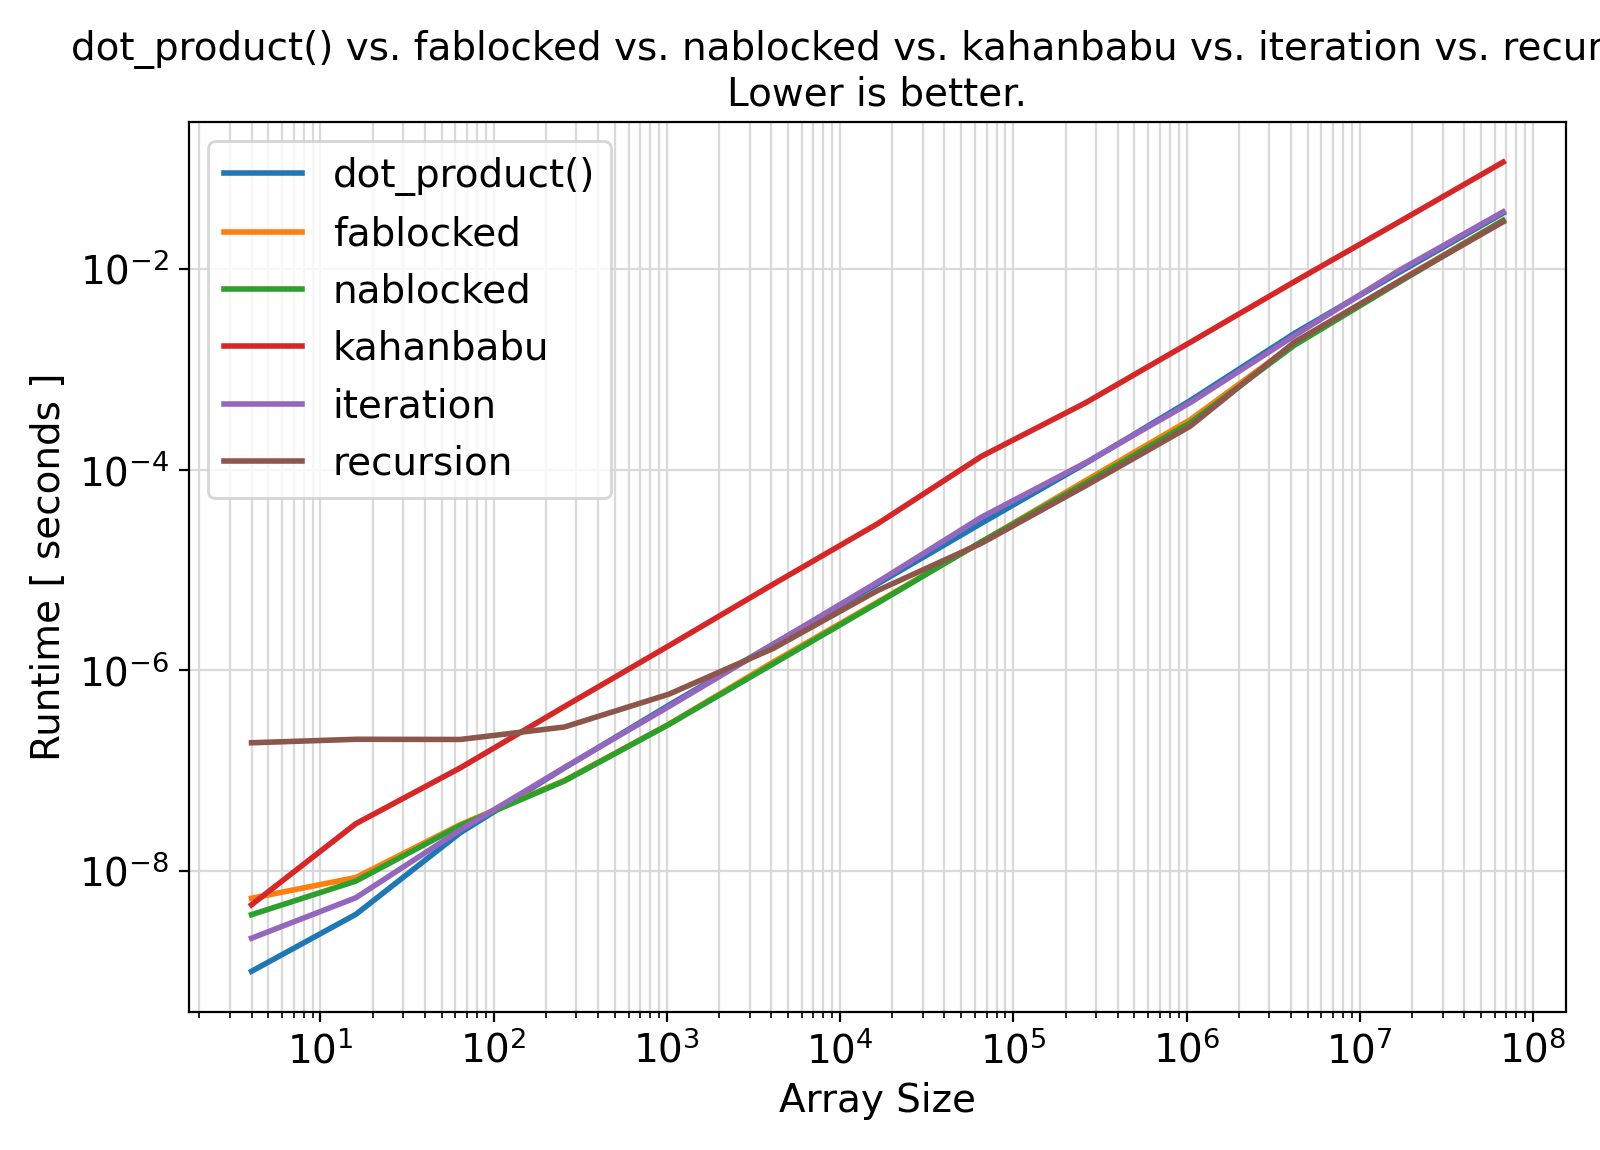 dot_product() vs. fablocked vs. nablocked vs. kahanbabu vs. iteration vs. recur
Lower is better.
dot_product()
fablocked
nablocked
kahanbabu
iteration
recursion
Runtime [ seconds ]
10⁻²
10⁻⁴
10⁻⁶
10⁻⁸
10¹ 10² 10³ 10⁴ 10⁵ 10⁶ 10⁷ 10⁸
Array Size